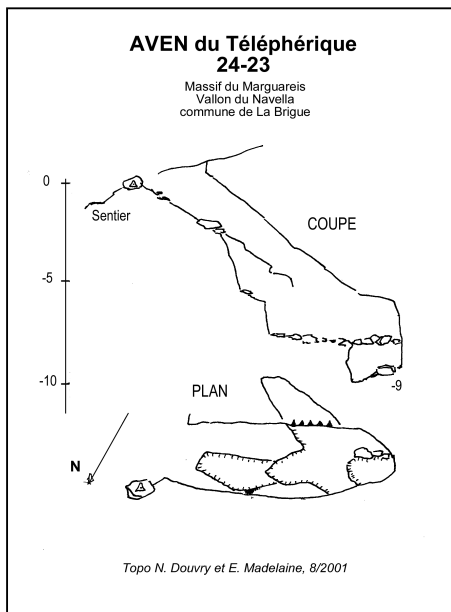 AVEN du Téléphérique
24-23
Massif du Marguareis
Vallon du Navella
commune de La Brigue
0
Sentier
COUPE
-5
-10
-9
PLAN
N
Topo N. Douvry et E. Madelaine, 8/2001